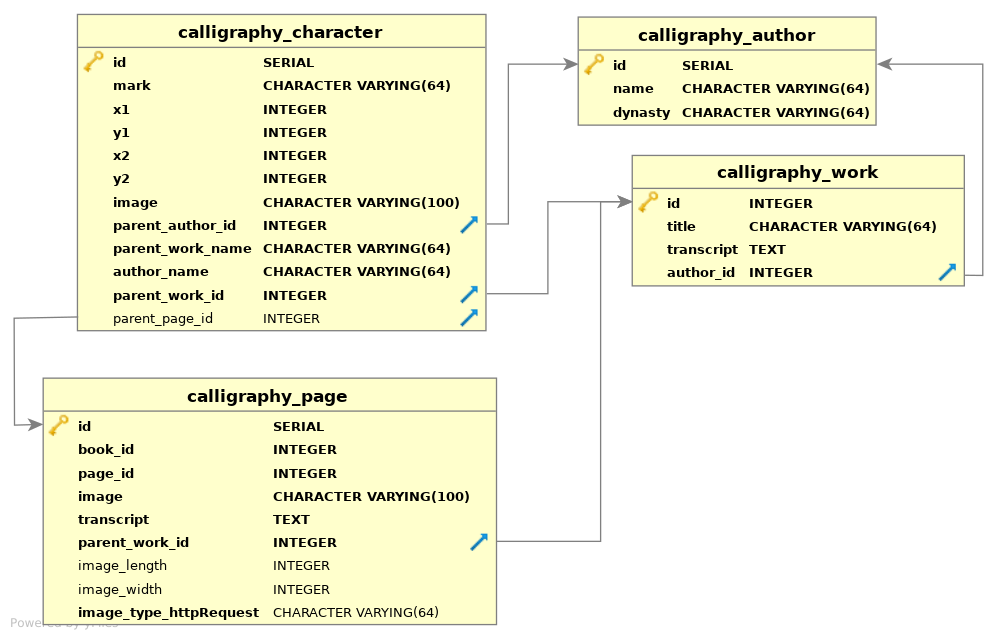 calligraphy_character
id SERIAL
mark CHARACTER VARYING(64)
x1 INTEGER
y1 INTEGER
x2 INTEGER
y2 INTEGER
image CHARACTER VARYING(100)
parent_author_id INTEGER
parent_work_name CHARACTER VARYING(64)
author_name CHARACTER VARYING(64)
parent_work_id INTEGER
parent_page_id INTEGER
calligraphy_author
id SERIAL
name CHARACTER VARYING(64)
dynasty CHARACTER VARYING(64)
calligraphy_work
id INTEGER
title CHARACTER VARYING(64)
transcript TEXT
author_id INTEGER
calligraphy_page
id SERIAL
book_id INTEGER
page_id INTEGER
image CHARACTER VARYING(100)
transcript TEXT
parent_work_id INTEGER
image_length INTEGER
image_width INTEGER
image_type_httpRequest CHARACTER VARYING(64)